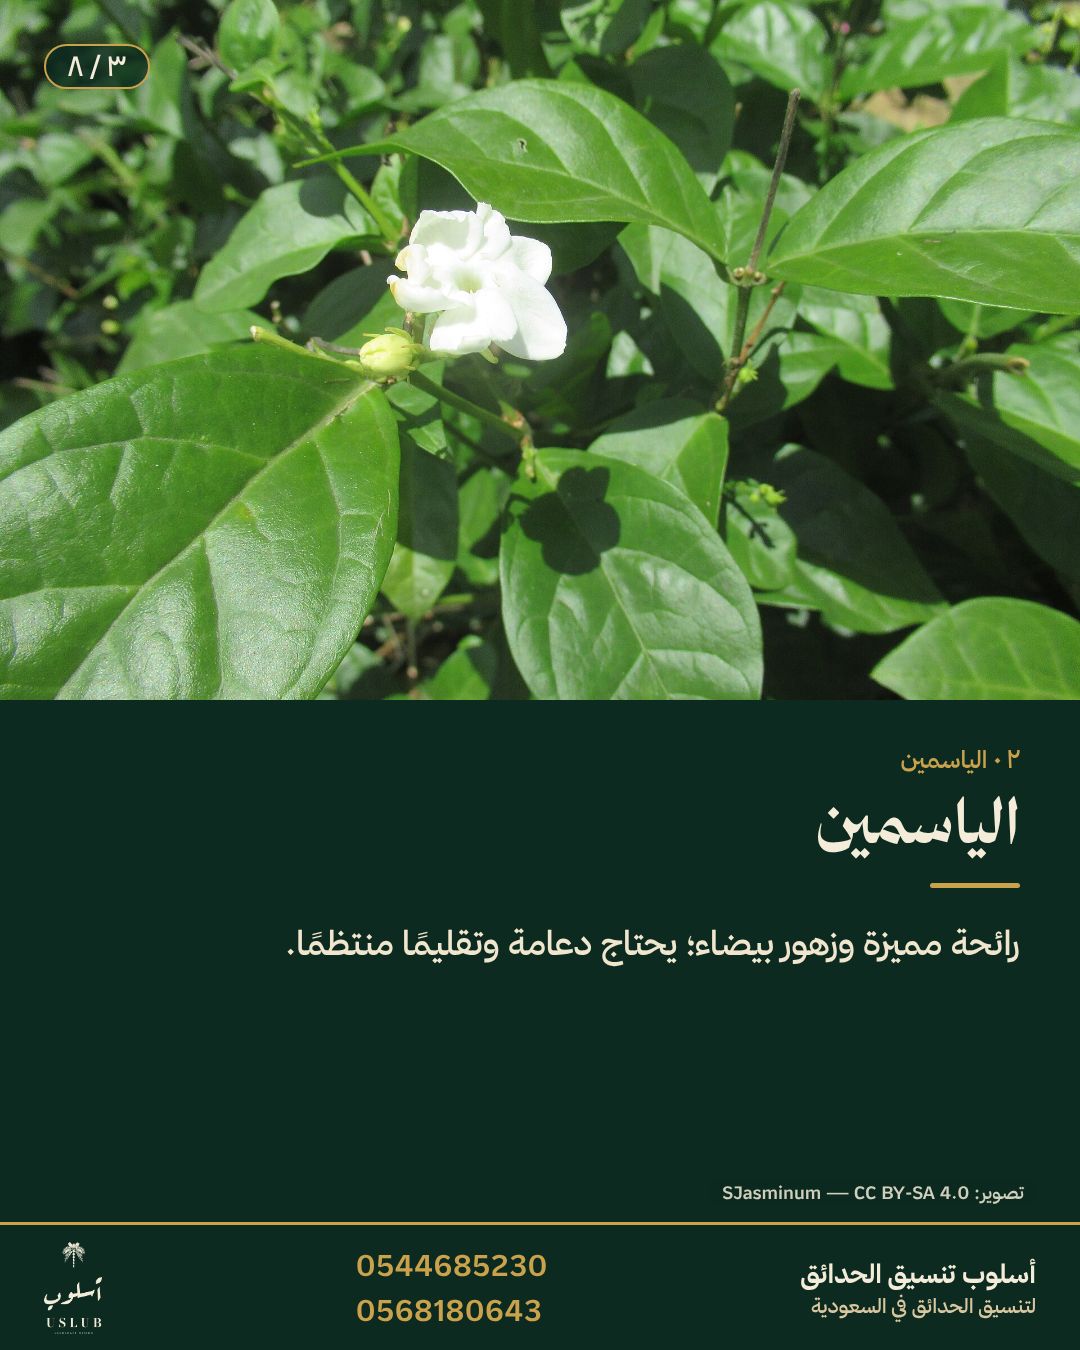 ٨/٣
٢ • الياسمين
الياسمين
رائحة مميزة وزهور بيضاء؛ يحتاج دعامة وتقليمًا منتظمًا.
تصوير: SJasminum — CC BY-SA 4.0
أسلوب تنسيق الحدائق
لتنسيق الحدائق في السعودية
0544685230
0568180643
أسلوب
USLUB